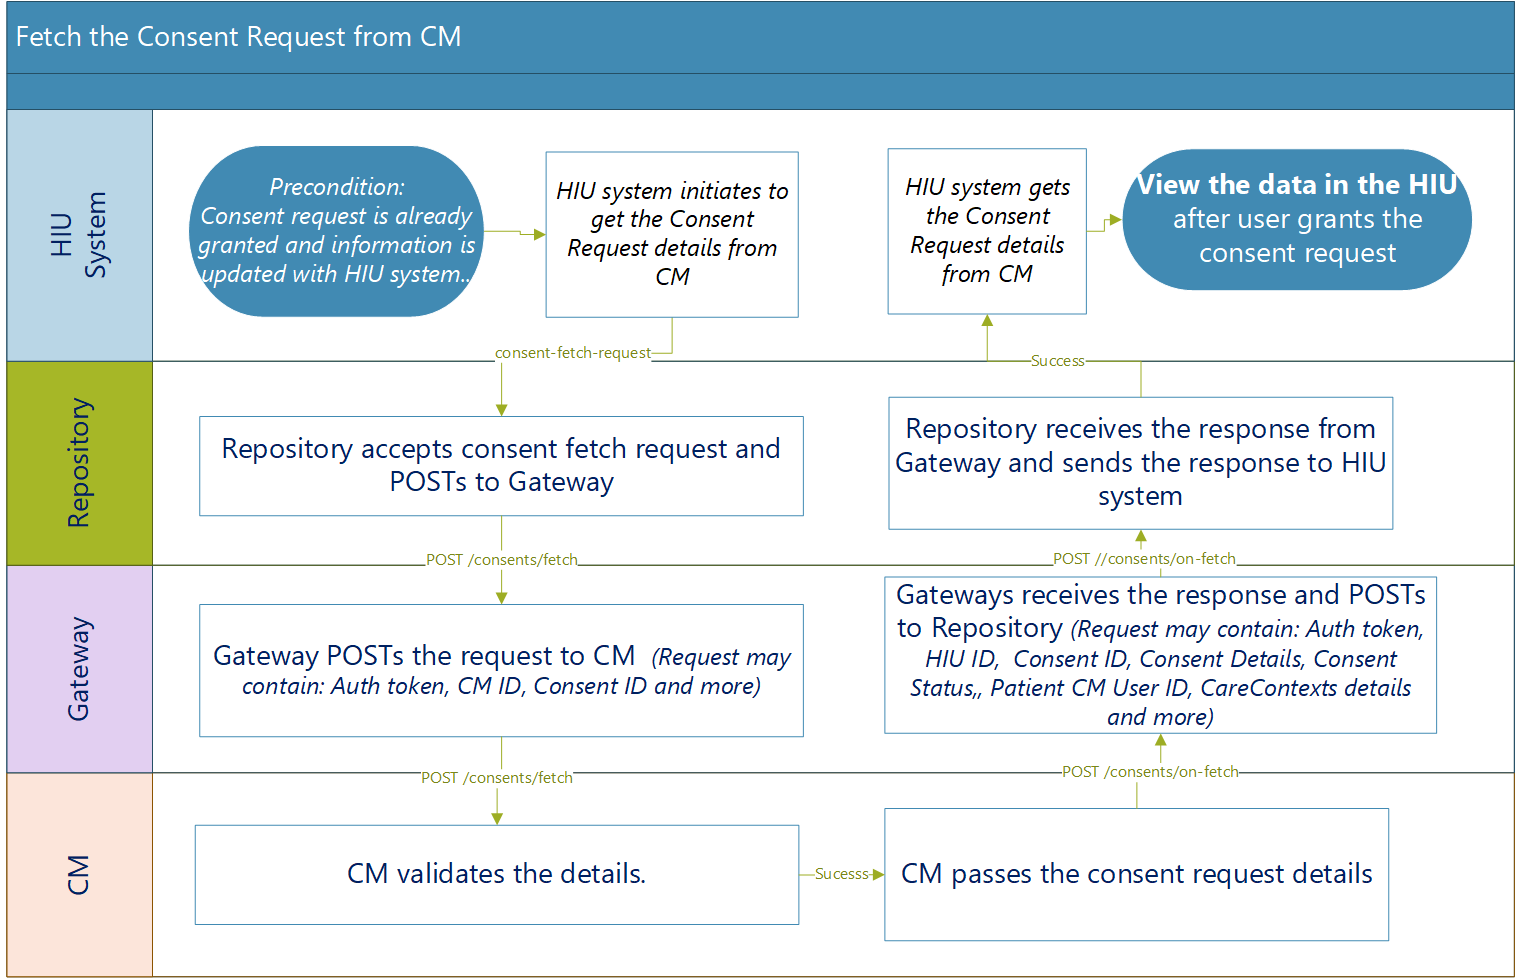 Fetch the Consent Request from CM
HIU
System
Precondition:
Consent request is already
granted and information is
updated with HIU system..
HIU system initiates to
get the Consent
Request details from
CM
HIU system gets
the Consent
Request details
from CM
View the data in the HIU
after user grants the
consent request
consent-fetch-request
Success
Repository
Repository accepts consent fetch request and
POSTs to Gateway
Repository receives the response from
Gateway and sends the response to HIU
system
POST /consents/fetch
POST //consents/on-fetch
Gateway
Gateway POSTs the request to CM (Request may
contain: Auth token, CM ID, Consent ID and more)
Gateways receives the response and POSTs
to Repository (Request may contain: Auth token,
HIU ID, Consent ID, Consent Details, Consent
Status,, Patient CM User ID, CareContexts details
and more)
POST /consents/fetch
POST /consents/on-fetch
CM
CM validates the details.
Sucesss
CM passes the consent request details